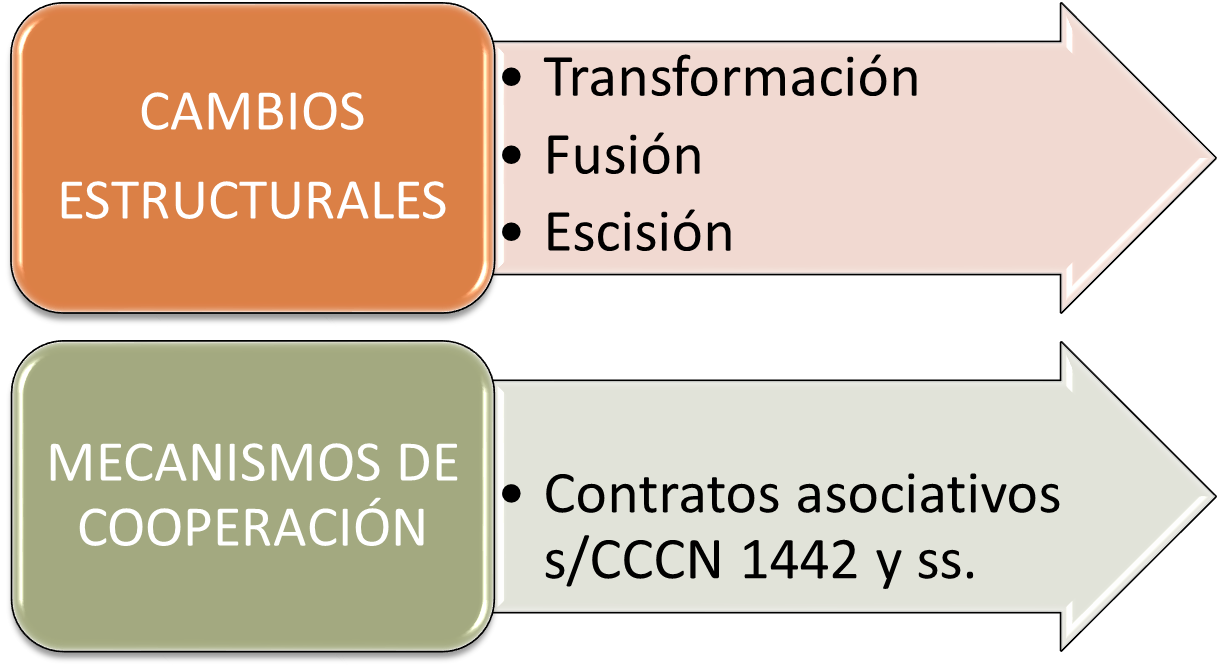 CAMBIOS
ESTRUCTURALES
• Transformación
• Fusión
• Escisión
MECANISMOS DE
COOPERACIÓN
• Contratos asociativos
s/CCCN 1442 y ss.